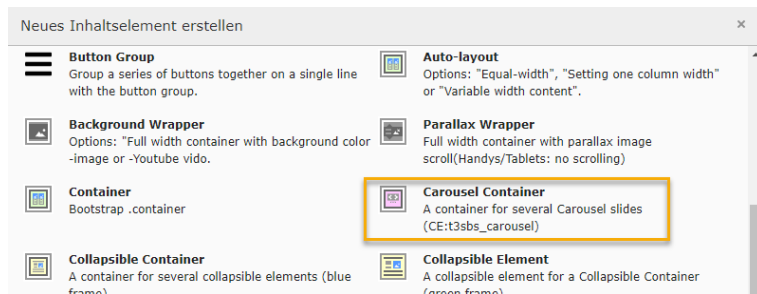 Neues Inhaltselement erstellen
×
Button Group
Group a series of buttons together on a single line
with the button group.
Auto-layout
Options: "Equal-width", "Setting one column width"
or "Variable width content".
Background Wrapper
Options: "Full width container with background color
-image or -Youtube vido.
Parallax Wrapper
Full width container with parallax image
scroll(Handys/Tablets: no scrolling)
Container
Bootstrap .container
Carousel Container
A container for several Carousel slides
(CE:t3sbs_carousel)
Collapsible Container
A container for several collapsible elements (blue
frame)
Collapsible Element
A collapsible element for a Collapsible Container
(green frame)